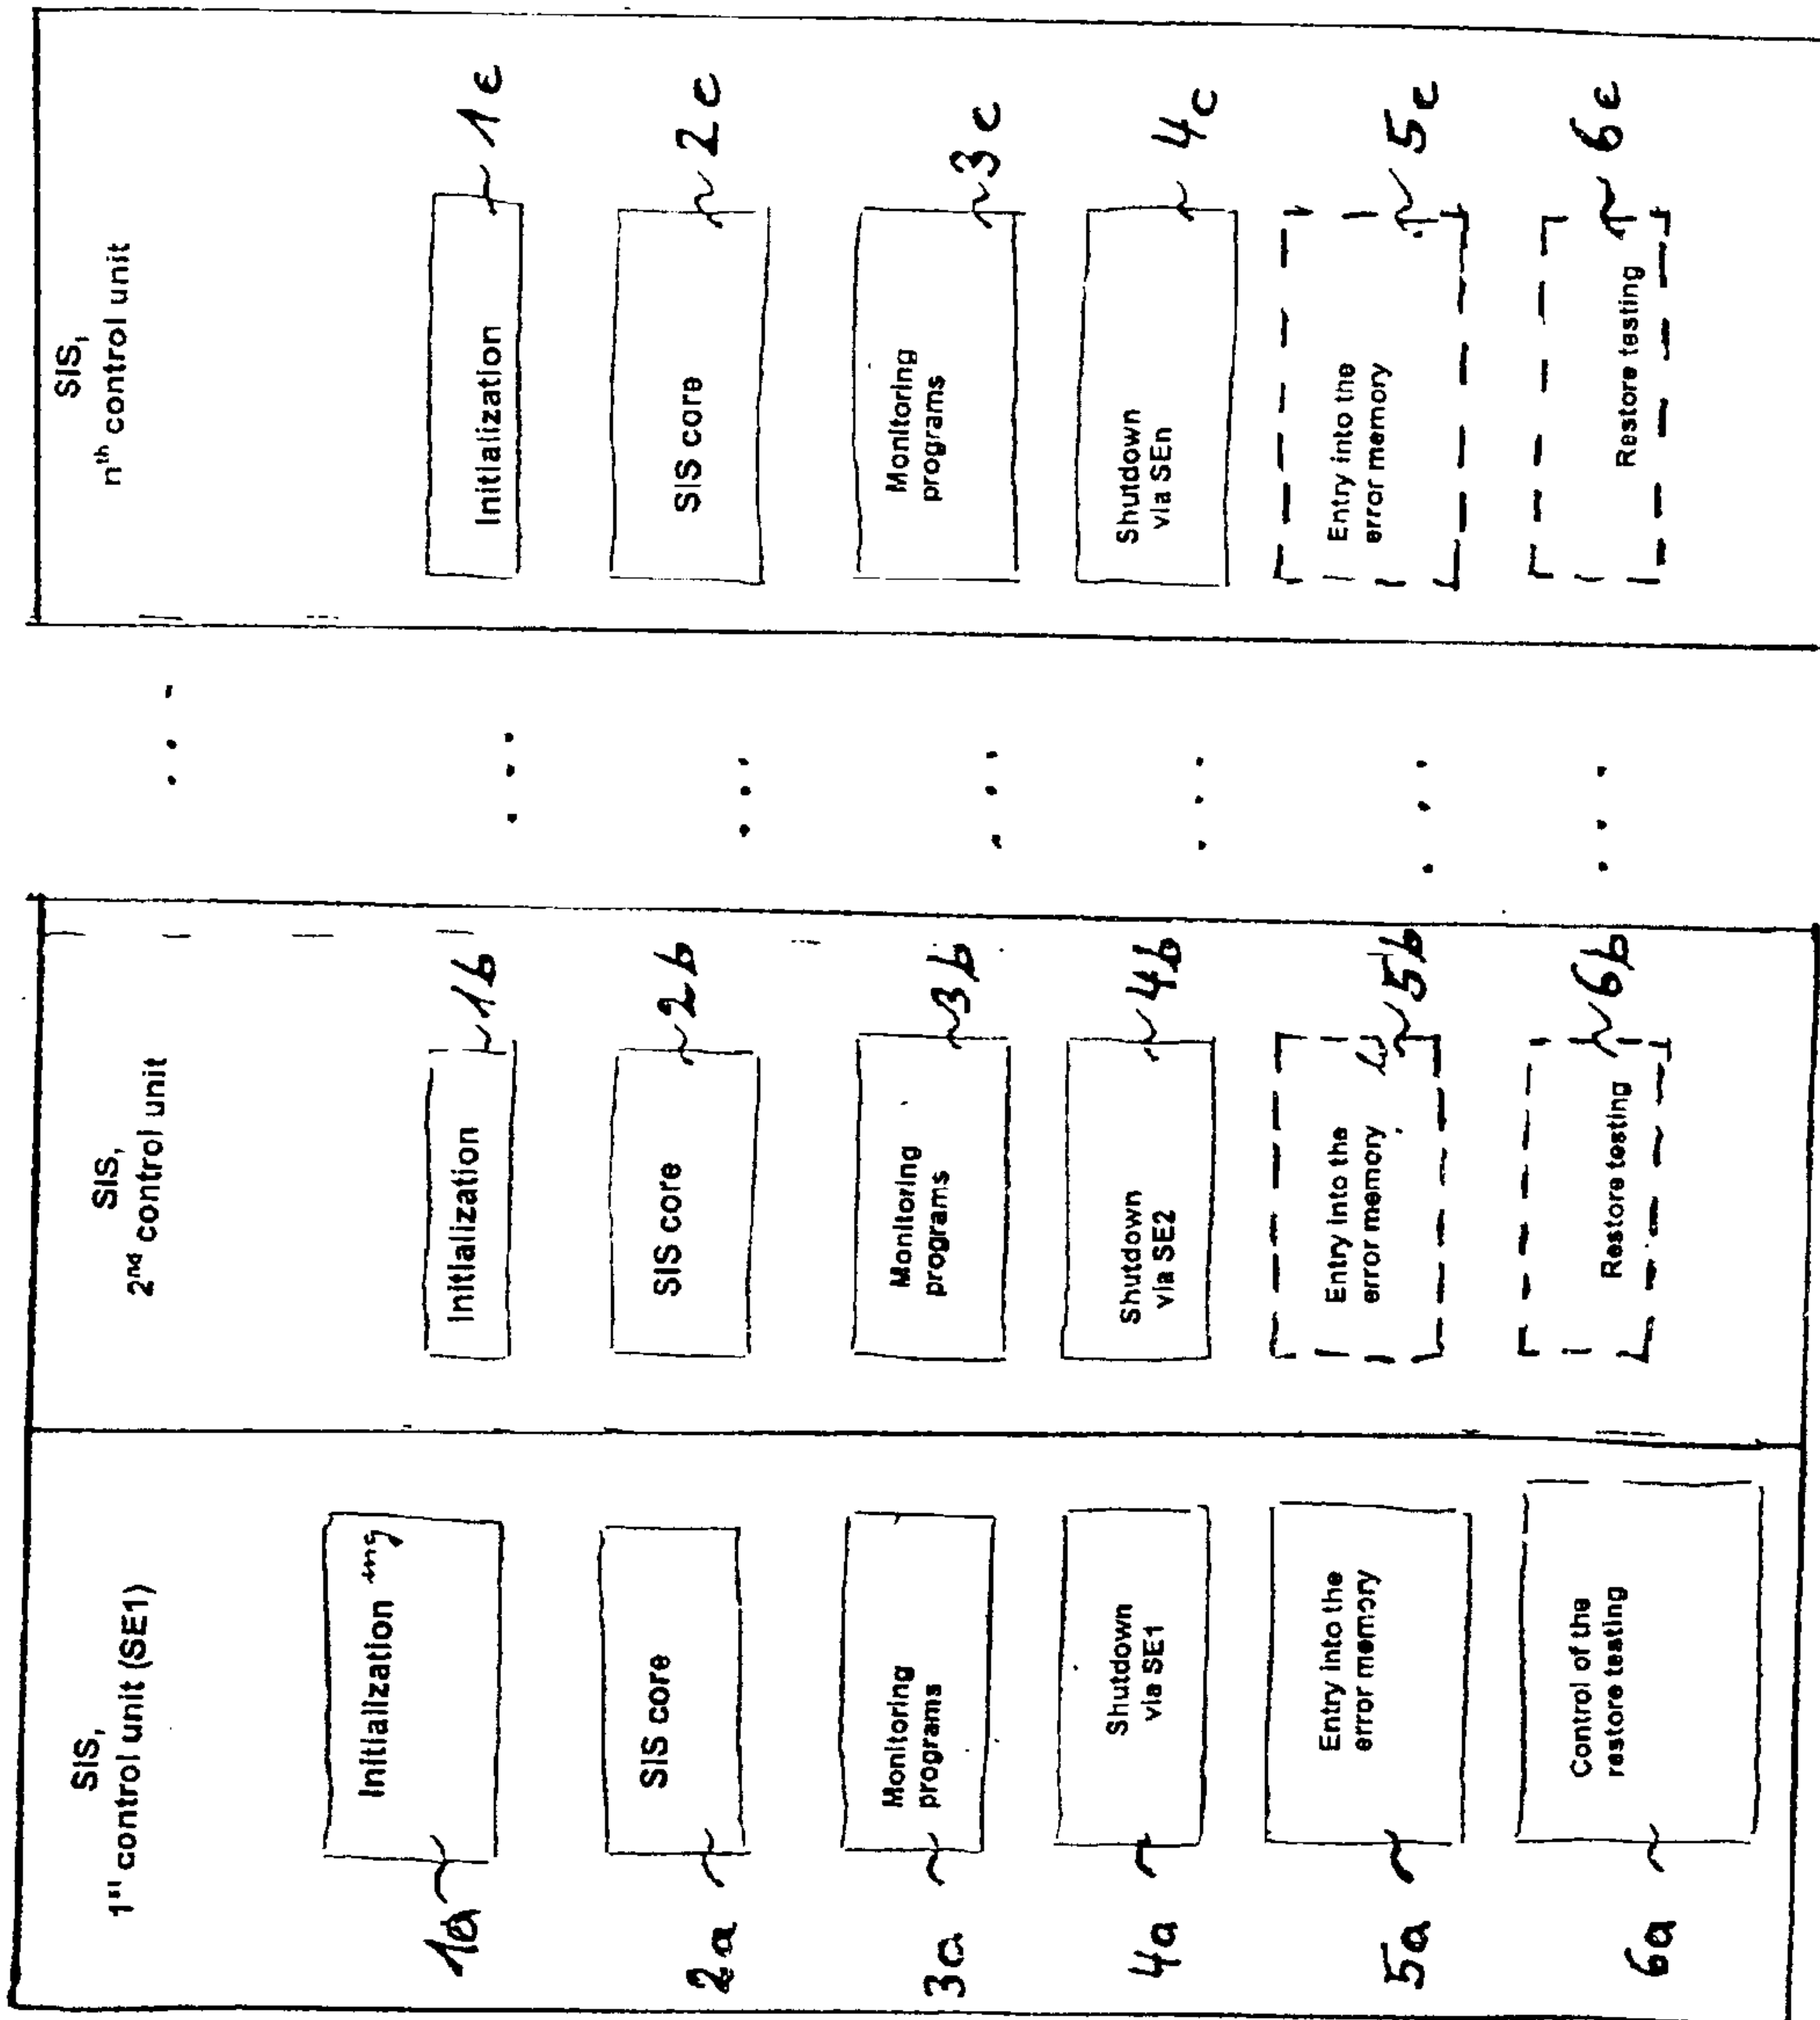 SIS,
1st control unit (SE1)
1a
Initialization
2a
SIS core
3a
Monitoring
programs
4a
Shutdown
via SE1
5a
Entry into the
error memory
6a
Control of the
restore testing
SIS,
2nd control unit
Initialization
1b
SIS core
2b
Monitoring
programs
3b
Shutdown
via SE2
4b
Entry into the
error memory
5b
Restore testing
6b
...
...
...
...
...
...
...
SIS,
nth control unit
Initialization
1c
SIS core
2c
Monitoring
programs
3c
Shutdown
via SEn
4c
Entry into the
error memory
5c
Restore testing
6c